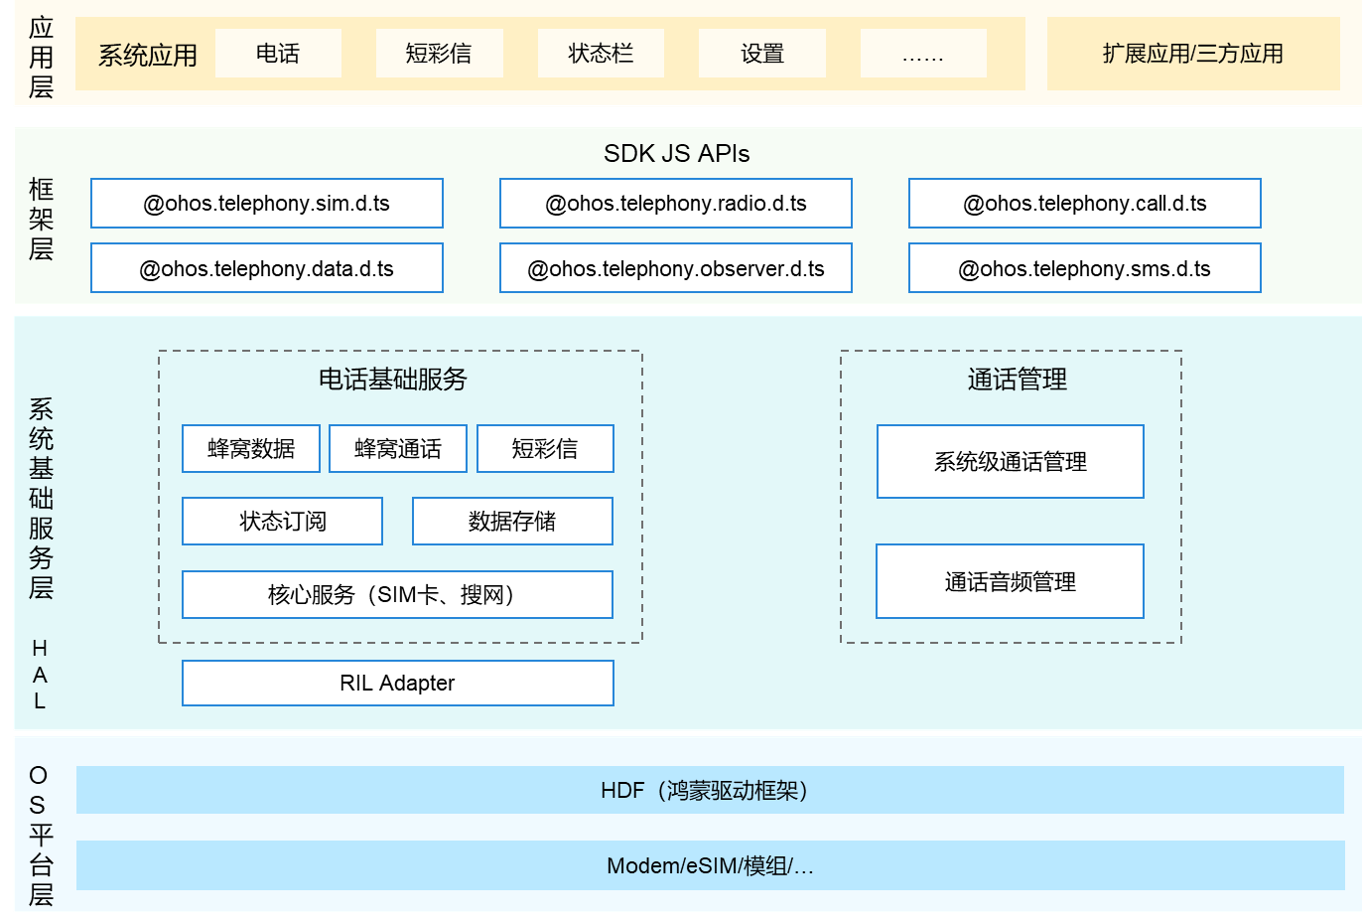 应用层
系统应用
电话
短彩信
状态栏
设置
......
扩展应用/三方应用
框架层
SDK JS APIs
@ohos.telephony.sim.d.ts
@ohos.telephony.radio.d.ts
@ohos.telephony.call.d.ts
@ohos.telephony.data.d.ts
@ohos.telephony.observer.d.ts
@ohos.telephony.sms.d.ts
系统基础服务层
电话基础服务
蜂窝数据
蜂窝通话
短彩信
状态订阅
数据存储
核心服务（SIM卡、搜网）
通话管理
系统级通话管理
通话音频管理
HAL
RIL Adapter
OS平台层
HDF（鸿蒙驱动框架）
Modem/eSIM/模组/...